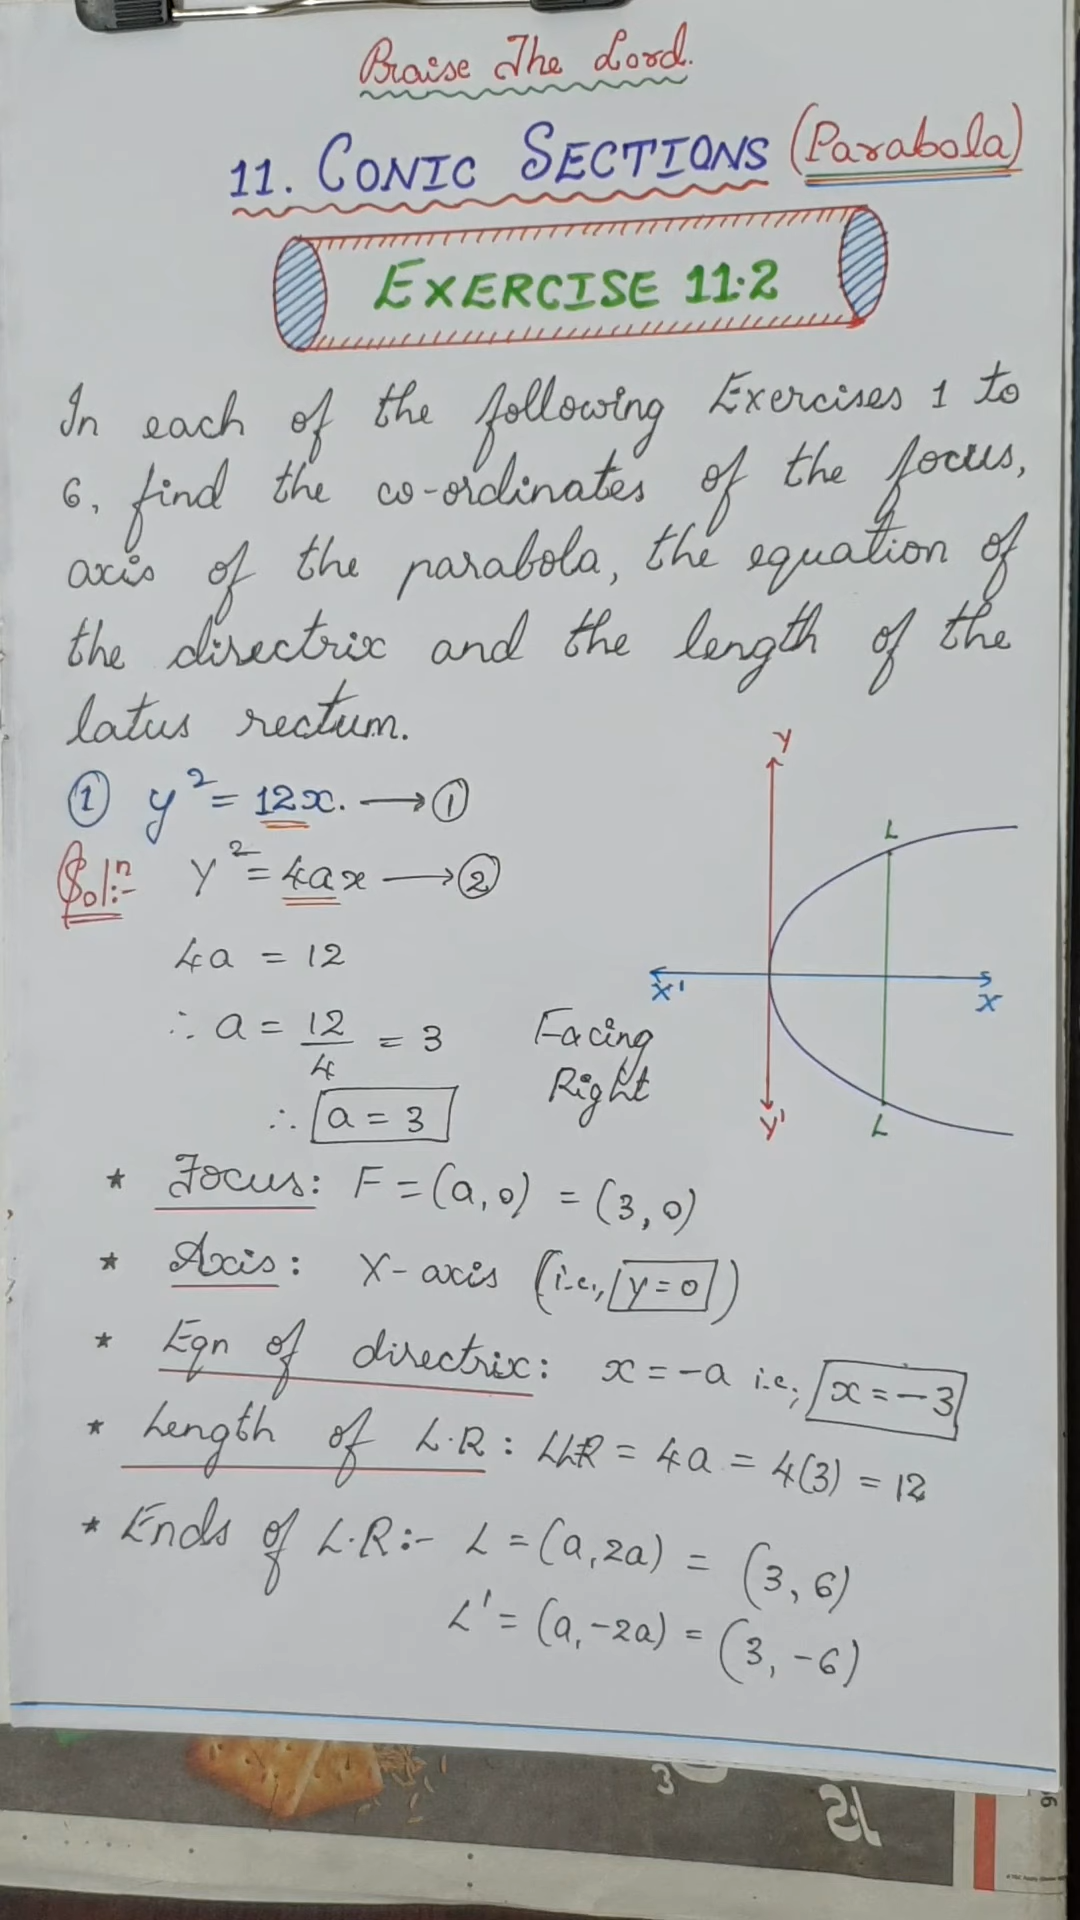 Praise The Lord.
11. CONIC SECTIONS (Parabola)
EXERCISE 11.2
In each of the following Exercises 1 to
6, find the co-ordinates of the focus,
axis of the parabola, the equation of
the directrix and the length of the
latus rectum.
① y² = 12x. ⟶ ①
Solⁿ:- Y² = 4ax ⟶ ②
4a = 12
∴ a = 12/4 = 3
∴ a = 3
Facing
Right
Y
L
X'
X
Y'
L
* Focus: F = (a, 0) = (3, 0)
* Axis: X-axis (i.e., y = 0)
* Eqn of directrix: x = -a i.e., x = -3
* Length of L.R: = 4a = 4(3) = 12
* Ends of L.R:- L = (a, 2a) = (3, 6)
L' = (a, -2a) = (3, -6)
3